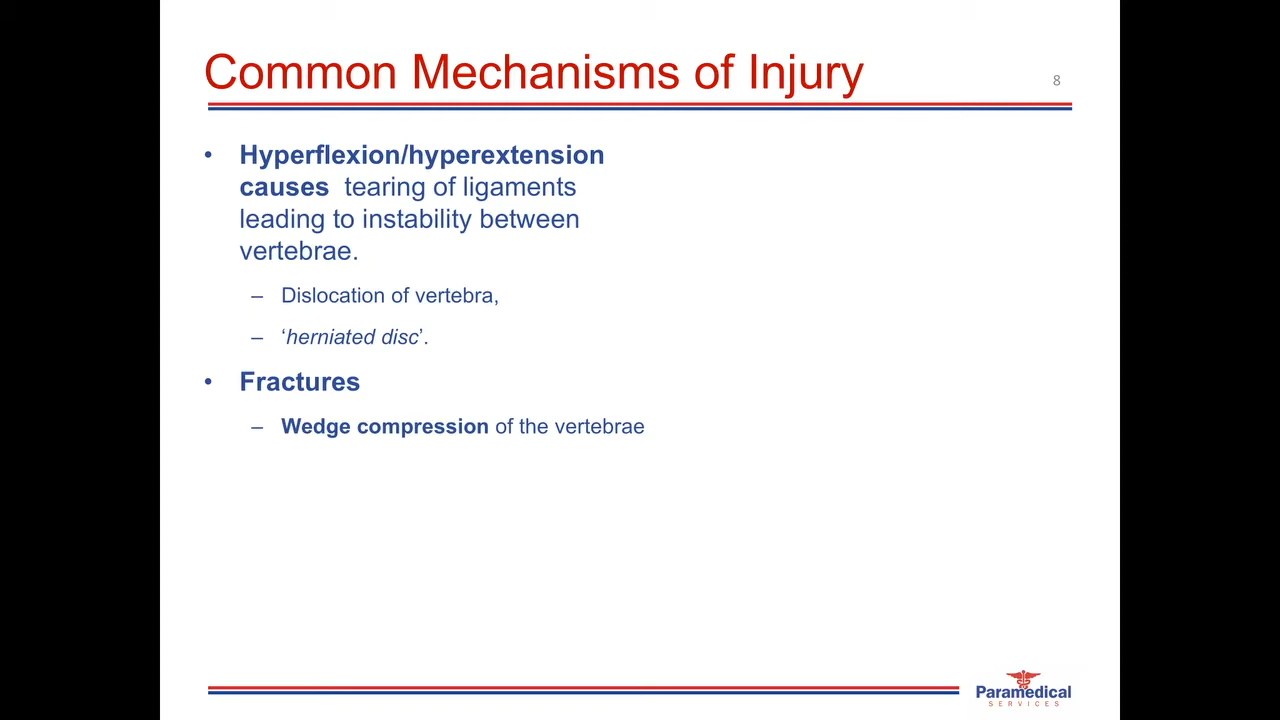 Common Mechanisms of Injury
8
• Hyperflexion/hyperextension
causes  tearing of ligaments
leading to instability between
vertebrae.
– Dislocation of vertebra,
– ‘herniated disc’.
• Fractures
– Wedge compression of the vertebrae
Paramedical
SERVICES